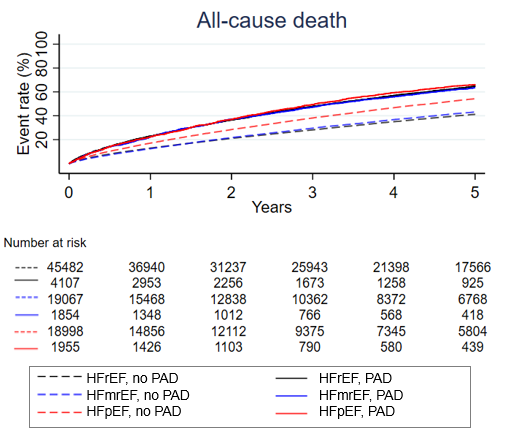 All-cause death
Event rate (%)
20 40 60 80 100
0 1 2 3 4 5
Years
Number at risk
45482 36940 31237 25943 21398 17566
4107 2953 2256 1673 1258 925
19067 15468 12838 10362 8372 6768
1854 1348 1012 766 568 418
18998 14856 12112 9375 7345 5804
1955 1426 1103 790 580 439
HFrEF, no PAD HFrEF, PAD
HFmrEF, no PAD HFmrEF, PAD
HFpEF, no PAD HFpEF, PAD